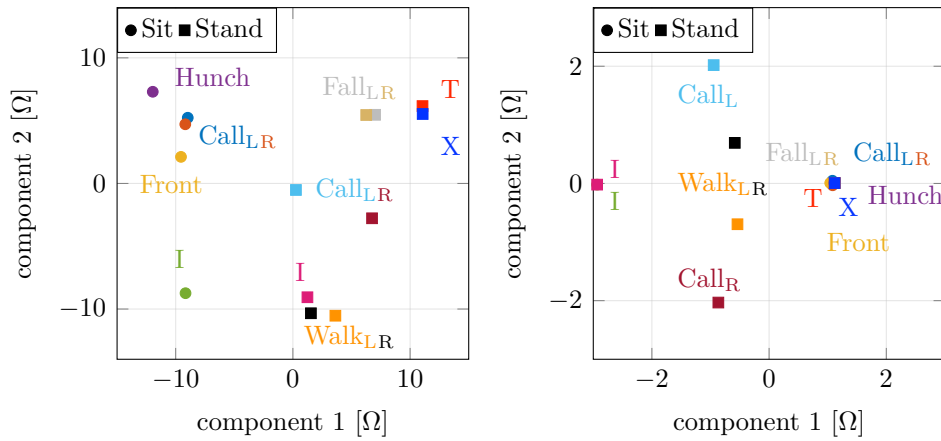 Sit Stand
10
0
−10
−10 0 10
component 1 [Ω]
component 2 [Ω]
Hunch
Call_LR
Front
I
Fall_LR
T
X
Call_LR
I
Walk_LR
Sit Stand
2
0
−2
−2 0 2
component 1 [Ω]
component 2 [Ω]
Call_L
Fall_LR
Call_LR
I
I
Walk_LR
T
X
Hunch
Front
Call_R